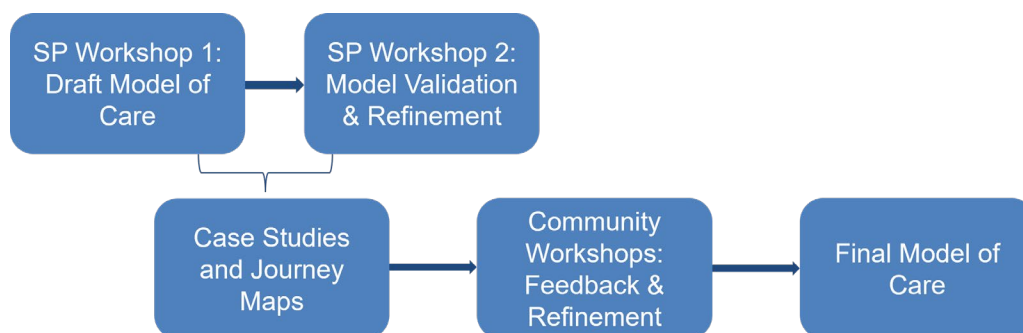 SP Workshop 1:
Draft Model of
Care
SP Workshop 2:
Model Validation
& Refinement
Case Studies
and Journey
Maps
Community
Workshops:
Feedback &
Refinement
Final Model of
Care